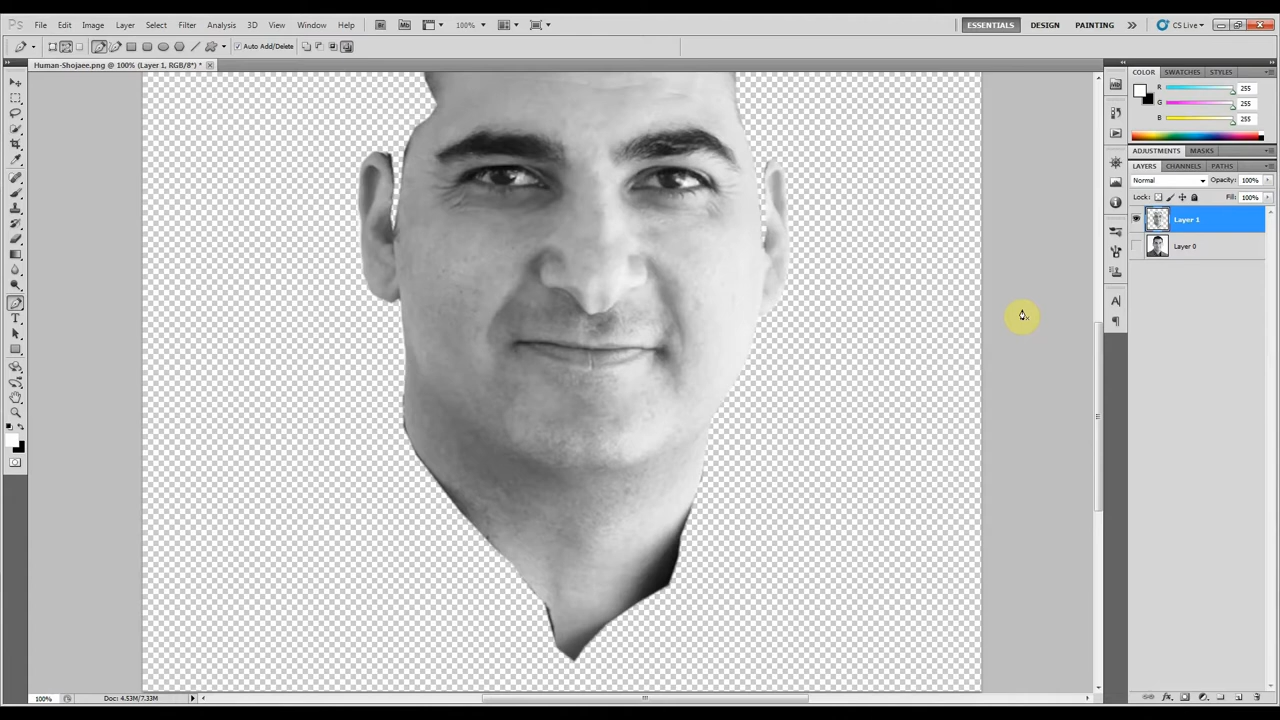 Ps File Edit Image Layer Select Filter Analysis 3D View Window Help Br Mb 100% ESSENTIALS DESIGN PAINTING CS Live
Auto Add/Delete
Human-Shojaee.png @ 100% (Layer 1, RGB/8*) *
COLOR SWATCHES STYLES
R 255
G 255
B 255
ADJUSTMENTS MASKS
LAYERS CHANNELS PATHS
Normal Opacity: 100%
Lock: Fill: 100%
Layer 1
Layer 0
100% Doc: 4.53M/7.33M